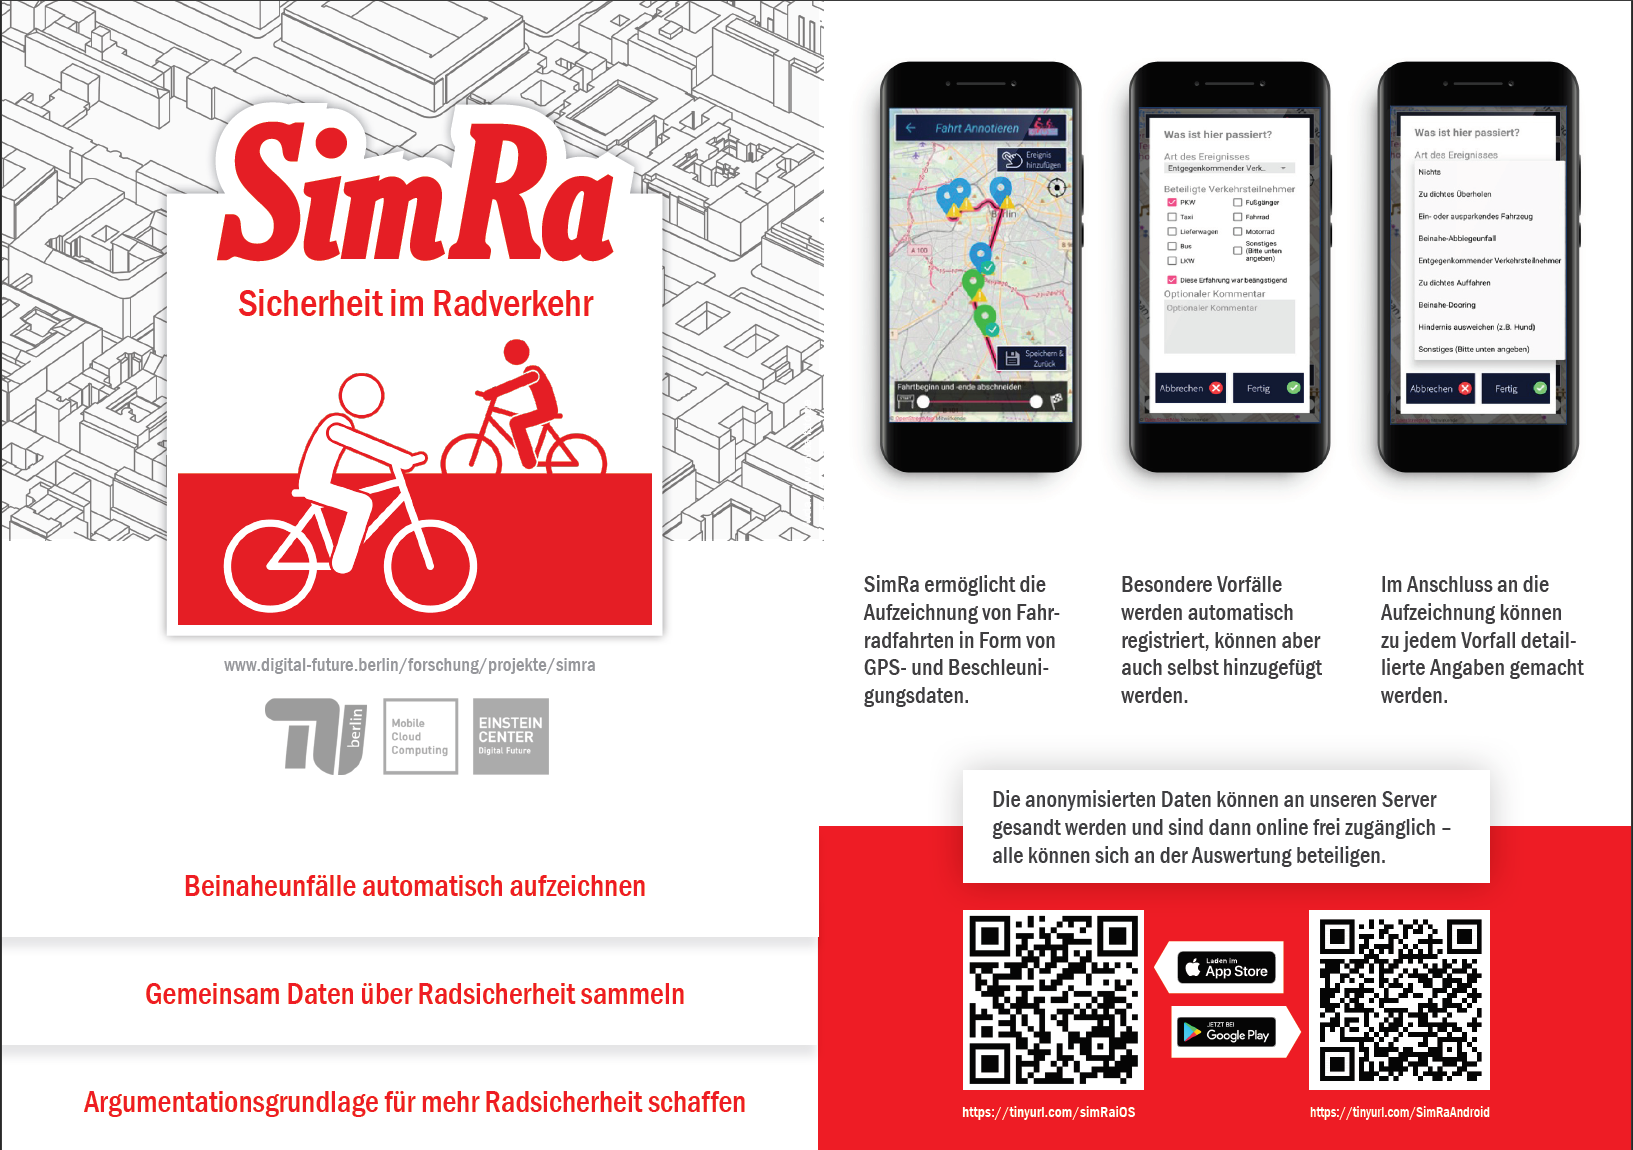 SimRa
Sicherheit im Radverkehr
www.digital-future.berlin/forschung/projekte/simra
berlin
Mobile
Cloud
Computing
EINSTEIN
CENTER
Digital Future
Beinaheunfälle automatisch aufzeichnen
Gemeinsam Daten über Radsicherheit sammeln
Argumentationsgrundlage für mehr Radsicherheit schaffen
Fahrt Annotieren
Ereignis
hinzufügen
Berlin
A 100
Speichern &
Zurück
Fahrtbeginn und -ende abschneiden
START
Was ist hier passiert?
Art des Ereignisses
Entgegenkommender Verk..
Beteiligte Verkehrsteilnehmer
PKW
Fußgänger
Taxi
Fahrrad
Lieferwagen
Motorrad
Bus
Sonstiges
(Bitte unten
angeben)
LKW
Diese Erfahrung war beängstigend
Optionaler Kommentar
Optionaler Kommentar
Abbrechen
Fertig
Was ist hier passiert?
Art des Ereignisses
Nichts
Zu dichtes Überholen
Ein- oder ausparkendes Fahrzeug
Beinahe-Abbiegeunfall
Entgegenkommender Verkehrsteilnehmer
Zu dichtes Auffahren
Beinahe-Dooring
Hindernis ausweichen (z.B. Hund)
Sonstiges (Bitte unten angeben)
Abbrechen
Fertig
SimRa ermöglicht die
Aufzeichnung von Fahr-
radfahrten in Form von
GPS- und Beschleuni-
gungsdaten.
Besondere Vorfälle
werden automatisch
registriert, können aber
auch selbst hinzugefügt
werden.
Im Anschluss an die
Aufzeichnung können
zu jedem Vorfall detail-
lierte Angaben gemacht
werden.
Die anonymisierten Daten können an unseren Server
gesandt werden und sind dann online frei zugänglich –
alle können sich an der Auswertung beteiligen.
Laden im
App Store
JETZT BEI
Google Play
https://tinyurl.com/simRaiOS
https://tinyurl.com/SimRaAndroid